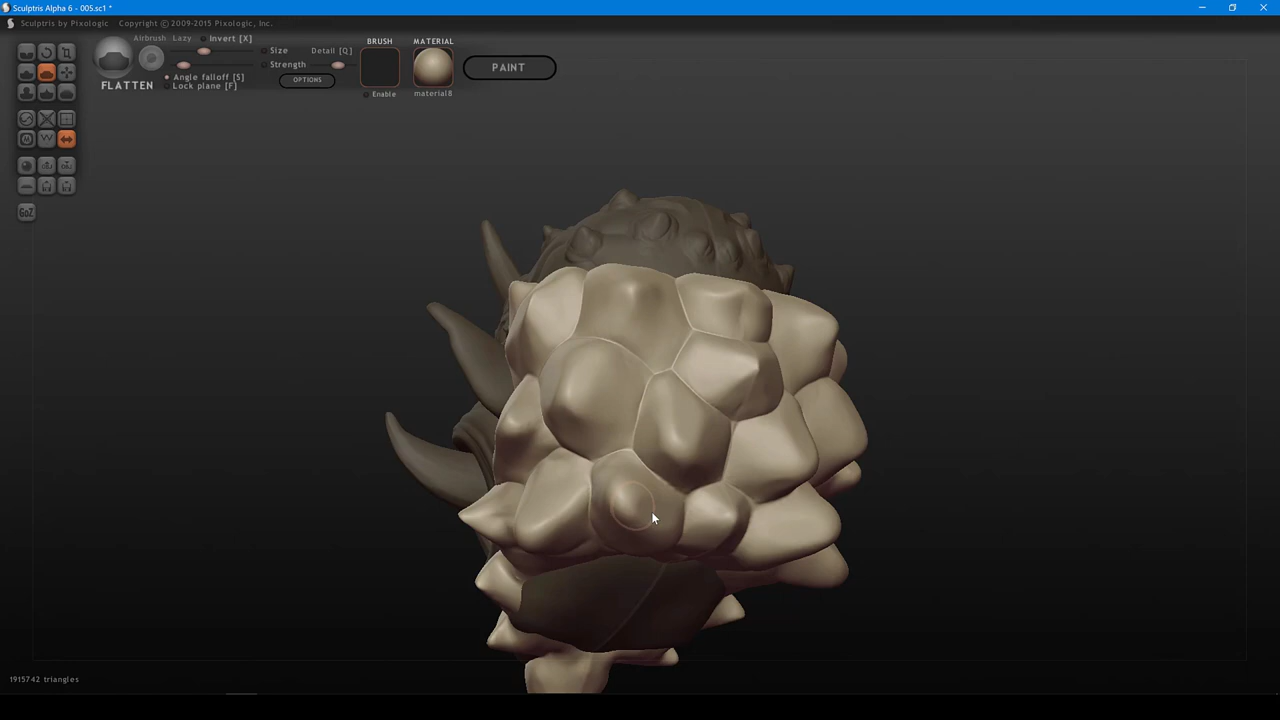 Sculptris Alpha 6 - 005.sc1 *
Sculptris by Pixologic Copyright © 2009-2015 Pixologic, Inc.
Airbrush Lazy Invert [X]
Size Detail [Q]
Strength
Angle falloff [S]
Lock plane [F]
OPTIONS
FLATTEN
BRUSH
Enable
MATERIAL
material8
PAINT
GoZ
1915742 triangles